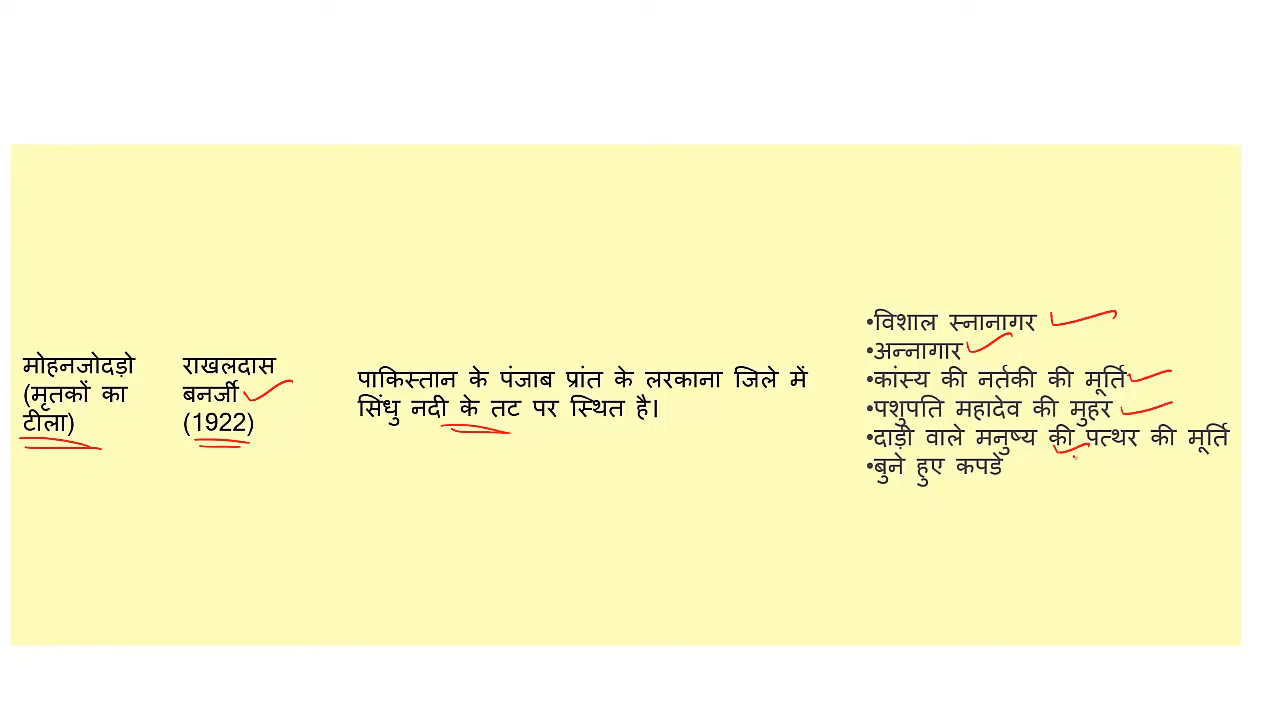 मोहनजोदड़ो
(मृतकों का
टीला)
राखलदास
बनर्जी
(1922)
पाकिस्तान के पंजाब प्रांत के लरकाना जिले में
सिंधु नदी के तट पर स्थित है।
•विशाल स्नानागर
•अन्नागार
•कांस्य की नर्तकी की मूर्ति
•पशुपति महादेव की मुहर
•दाड़ी वाले मनुष्य की पत्थर की मूर्ति
•बुने हुए कपडे